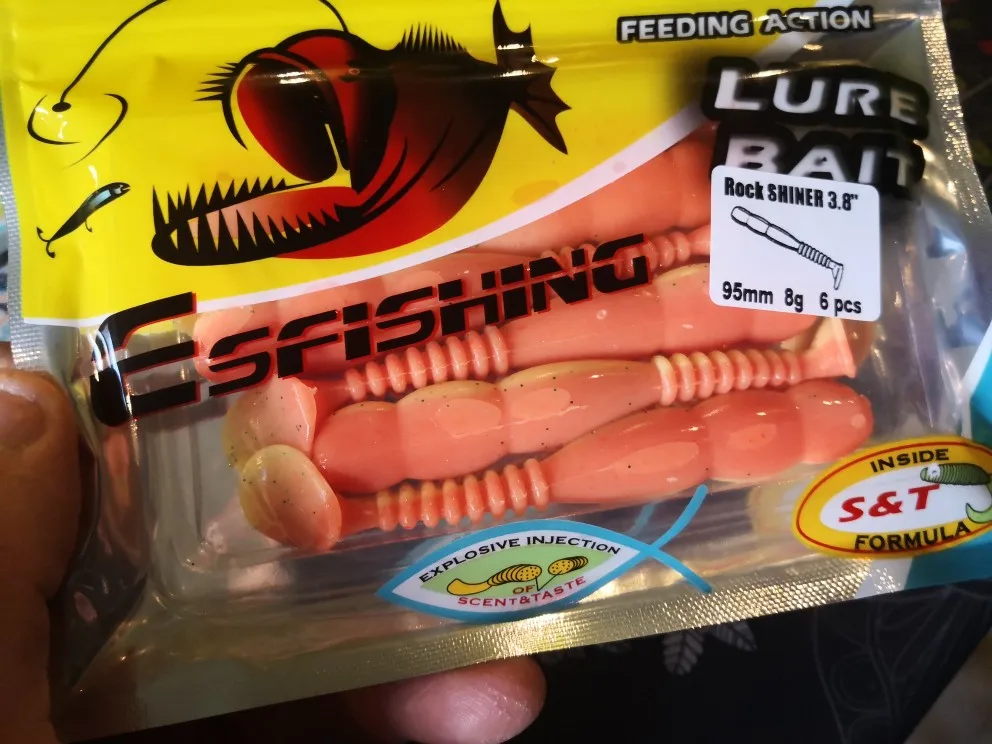 FEEDING ACTION
LURE
BAIT
Rock SHINER 3.8"
95mm 8g 6 pcs
ESFISHING
INSIDE
S&T
FORMULA
EXPLOSIVE INJECTION
OF
SCENT&TASTE